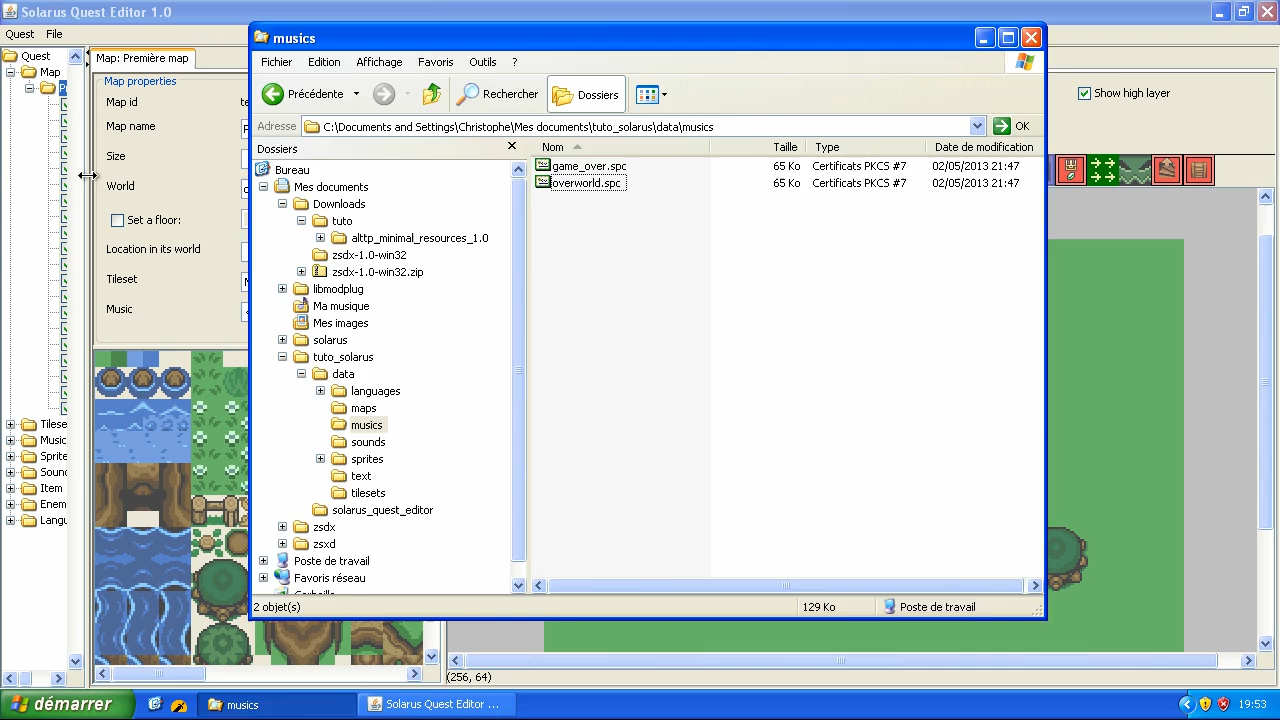 Solarus Quest Editor 1.0
Quest File
Quest
Map
Tilese
Music
Sprite
Soun
Item
Enem
Langu
Map: Première map
Map properties
Map id
Map name
Size
World
Set a floor:
Location in its world
Tileset
Music
Show high layer
(256, 64)
musics
Fichier Affichage Favoris Outils ?
Précédente Rechercher Dossiers
Adresse C:\Documents and Settings\Christophe\Mes documents\tuto_solarus\data\musics OK
Dossiers
Bureau
Mes documents
Downloads
tuto
alttp_minimal_resources_1.0
zsdx-1.0-win32
zsdx-1.0-win32.zip
libmodplug
Ma musique
Mes images
solarus
tuto_solarus
data
languages
maps
musics
sounds
sprites
text
tilesets
solarus_quest_editor
zsdx
zsxd
Poste de travail
Favoris réseau
Nom Taille Type Date de modification
game_over.spc 65 Ko Certificats PKCS #7 02/05/2013 21:47
overworld.spc 65 Ko Certificats PKCS #7 02/05/2013 21:47
2 objet(s) 129 Ko Poste de travail
démarrer musics Solarus Quest Editor ... 19:53